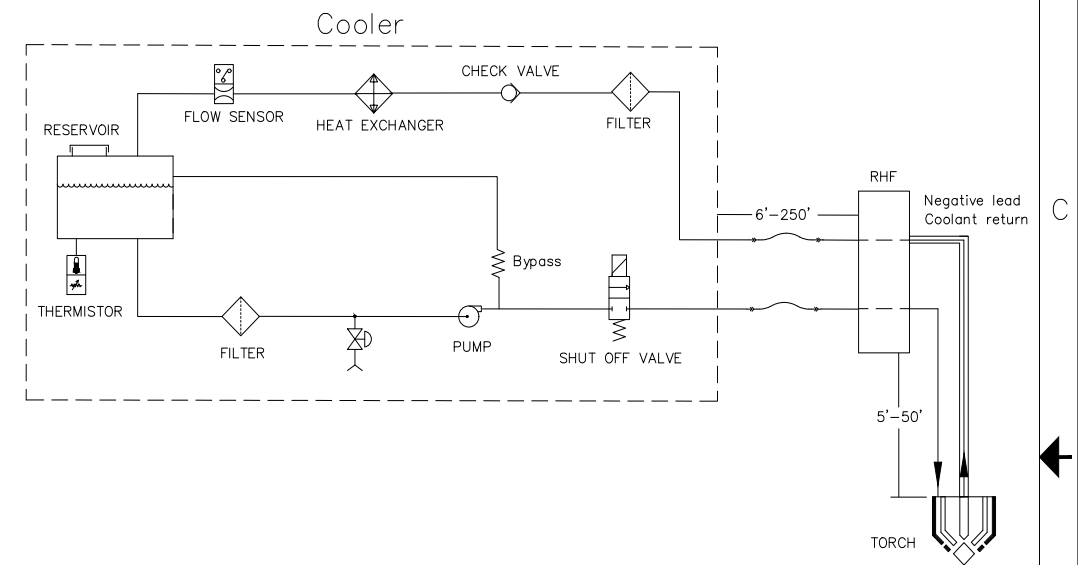 Cooler
CHECK VALVE
FLOW SENSOR
HEAT EXCHANGER
FILTER
RESERVOIR
RHF
Negative lead
Coolant return
C
6'-250'
Bypass
THERMISTOR
FILTER
PUMP
SHUT OFF VALVE
5'-50'
TORCH